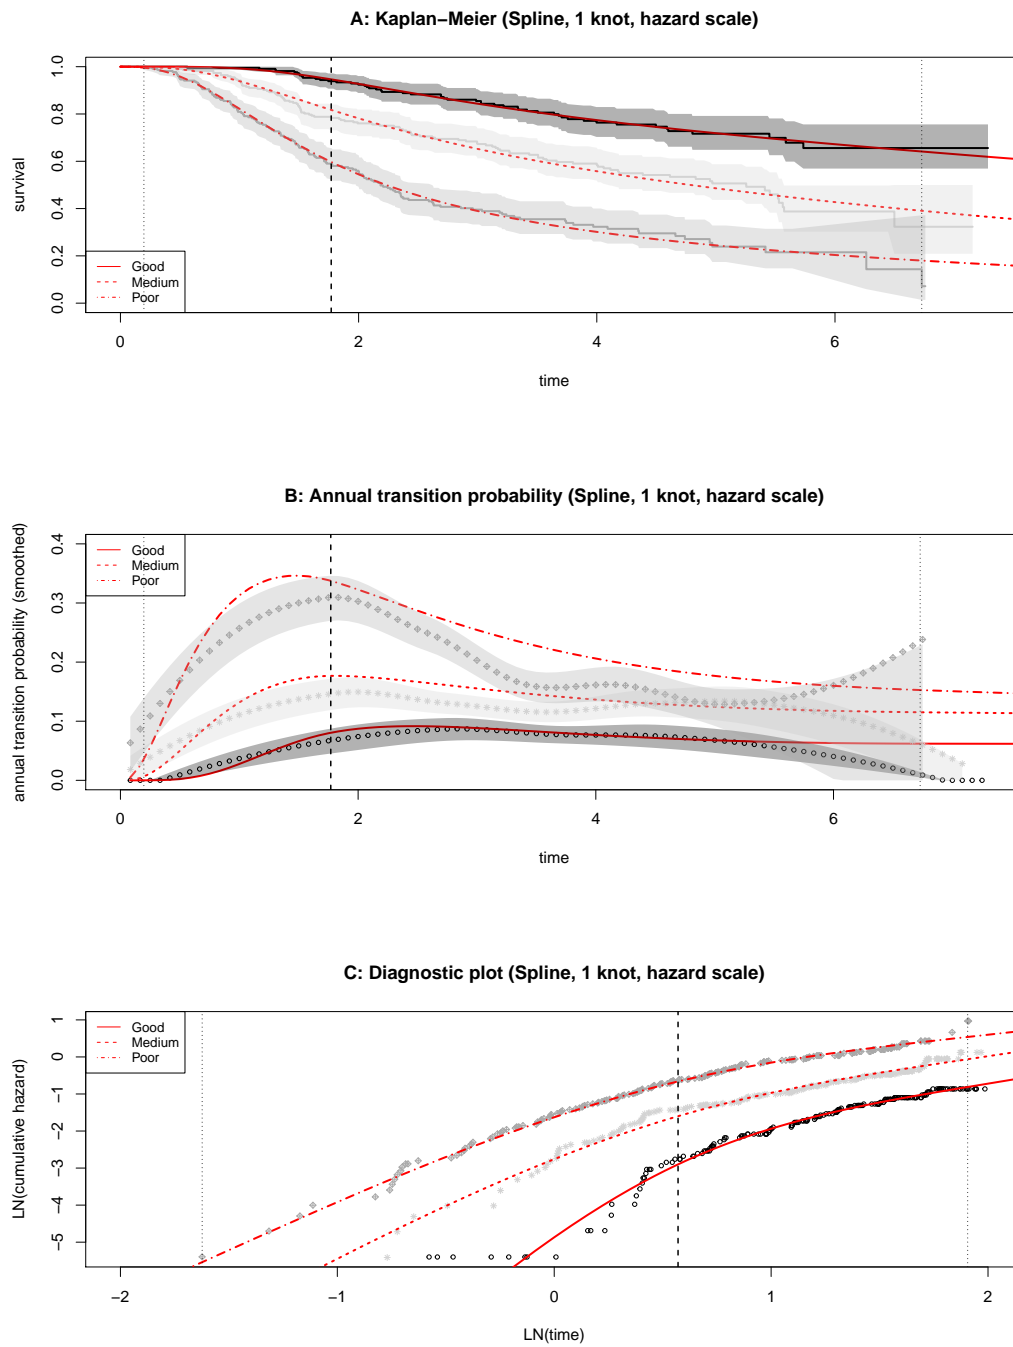 A: Kaplan−Meier (Spline, 1 knot, hazard scale)
survival
1.0
0.8
0.6
0.4
0.2
0.0
Good
Medium
Poor
0
2
4
6
time
B: Annual transition probability (Spline, 1 knot, hazard scale)
annual transition probability (smoothed)
0.4
0.3
0.2
0.1
0.0
Good
Medium
Poor
0
2
4
6
time
C: Diagnostic plot (Spline, 1 knot, hazard scale)
LN(cumulative hazard)
1
0
−1
−2
−3
−4
−5
Good
Medium
Poor
−2
−1
0
1
2
LN(time)